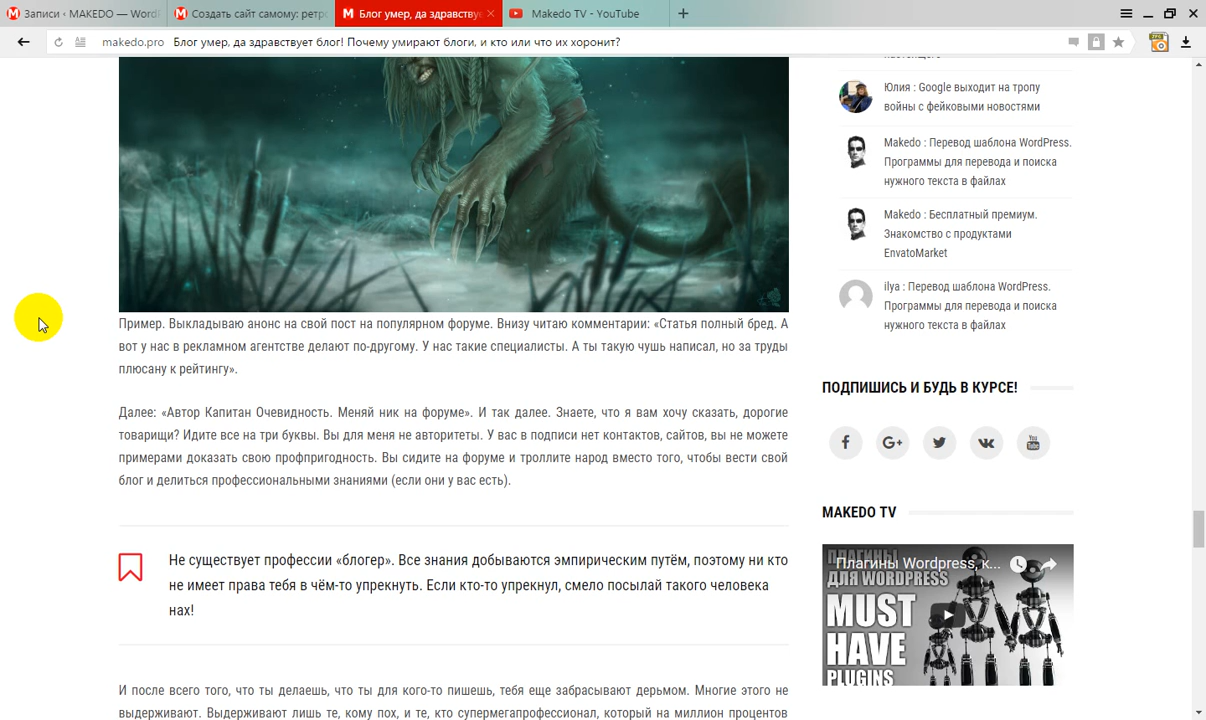 Записи ‹ MAKEDO — Word
Создать сайт самому: ретро
Блог умер, да здравствуе
Makedo TV - YouTube
makedo.pro
Блог умер, да здравствует блог! Почему умирают блоги, и кто или что их хоронит?
Пример. Выкладываю анонс на свой пост на популярном форуме. Внизу читаю комментарии: «Статья полный бред. А
вот у нас в рекламном агентстве делают по-другому. У нас такие специалисты. А ты такую чушь написал, но за труды
плюсану к рейтингу».
Далее: «Автор Капитан Очевидность. Меняй ник на форуме». И так далее. Знаете, что я вам хочу сказать, дорогие
товарищи? Идите все на три буквы. Вы для меня не авторитеты. У вас в подписи нет контактов, сайтов, вы не можете
примерами доказать свою профпригодность. Вы сидите на форуме и троллите народ вместо того, чтобы вести свой
блог и делиться профессиональными знаниями (если они у вас есть).
Не существует профессии «блогер». Все знания добываются эмпирическим путём, поэтому ни кто
не имеет права тебя в чём-то упрекнуть. Если кто-то упрекнул, смело посылай такого человека
нах!
И после всего того, что ты делаешь, что ты для кого-то пишешь, тебя еще забрасывают дерьмом. Многие этого не
выдерживают. Выдерживают лишь те, кому пох, и те, кто супермегапрофессионал, который на миллион процентов
Юлия : Google выходит на тропу
войны с фейковыми новостями
Makedo : Перевод шаблона WordPress.
Программы для перевода и поиска
нужного текста в файлах
Makedo : Бесплатный премиум.
Знакомство с продуктами
EnvatoMarket
ilya : Перевод шаблона WordPress.
Программы для перевода и поиска
нужного текста в файлах
ПОДПИШИСЬ И БУДЬ В КУРСЕ!
You
Tube
MAKEDO TV
Плагины Wordpress, к...
ПЛАГИНЫ
ДЛЯ WORDPRESS
MUST
HAVE
PLUGINS